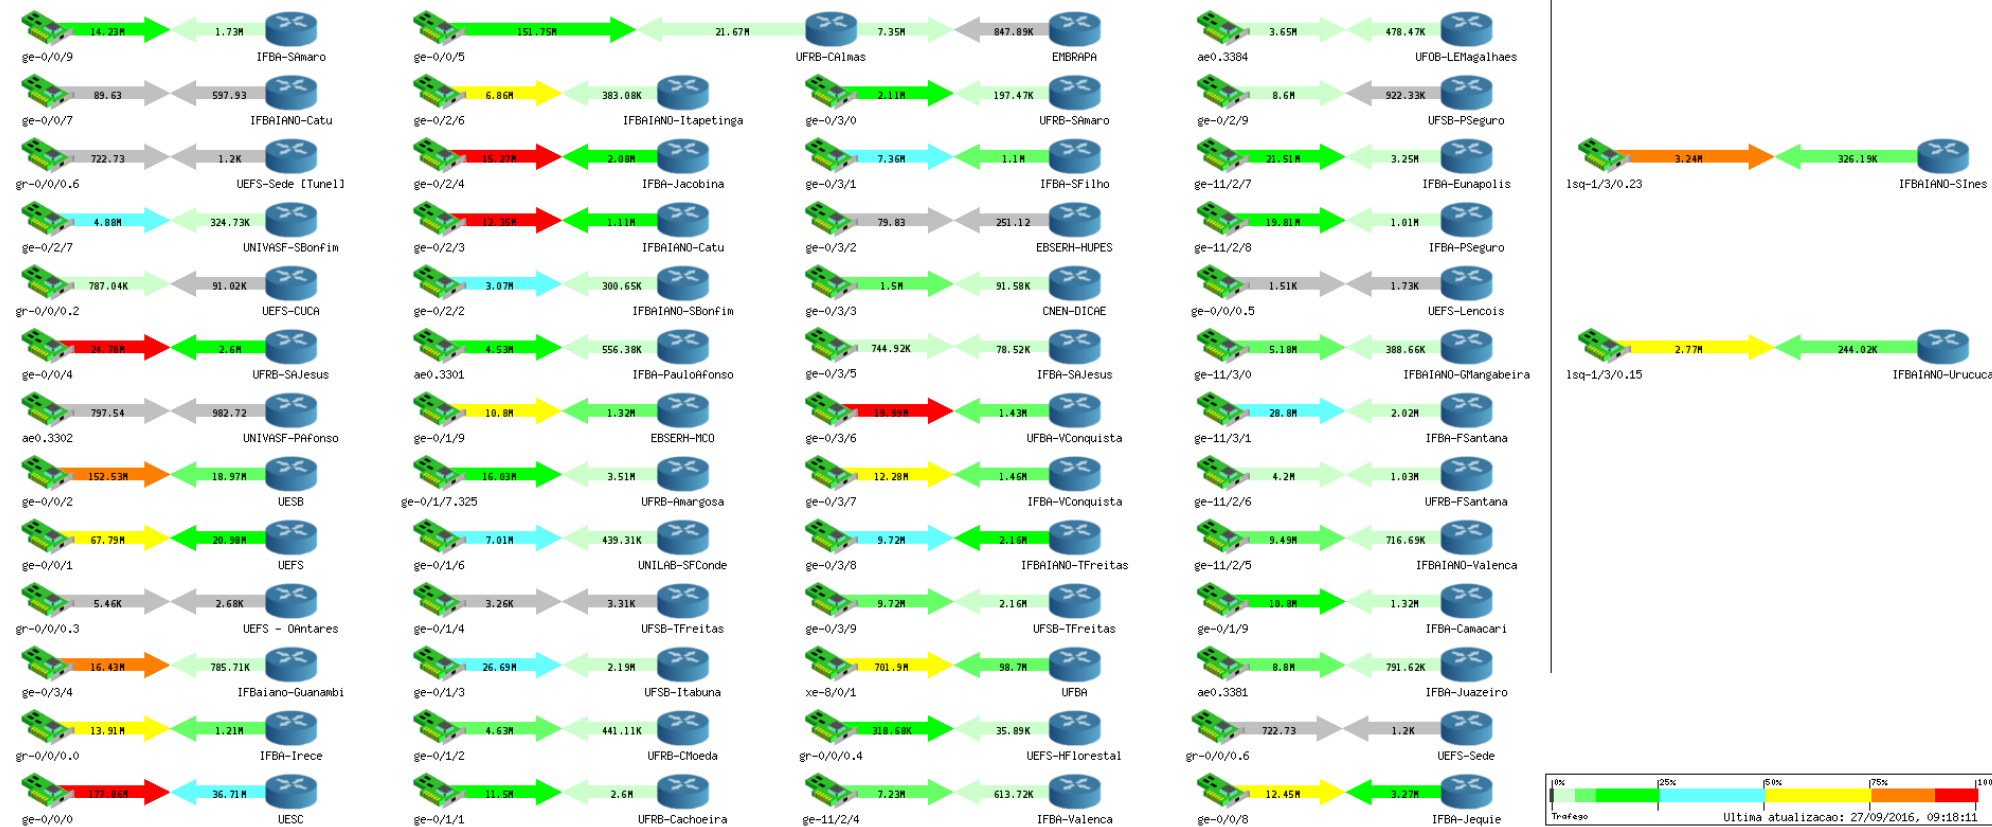 14.23M 1.73M 151.75M 21.67M 7.35M 847.89K 3.65M 478.47K
ge-0/0/9 IFBA-SAmaro ge-0/0/5 UFRB-CAlmas EMBRAPA ae0.3384 UFOB-LEMagalhaes
89.63 597.93 6.86M 383.08K 2.11M 197.47K 8.6M 922.33K
ge-0/0/7 IFBAIANO-Catu ge-0/2/6 IFBAIANO-Itapetinga ge-0/3/0 UFRB-SAmaro ge-0/2/9 UFSB-PSeguro
722.73 1.2K 15.27M 2.08M 7.36M 1.1M 21.51M 3.25M 3.24M 326.19K
gr-0/0/0.6 UEFS-Sede [Tunel] ge-0/2/4 IFBA-Jacobina ge-0/3/1 IFBA-SFilho ge-11/2/7 IFBA-Eunapolis lsq-1/3/0.23 IFBAIANO-SInes
4.88M 324.73K 12.35M 1.11M 79.83 251.12 19.81M 1.01M
ge-0/2/7 UNIVASF-SBonfim ge-0/2/3 IFBAIANO-Catu ge-0/3/2 EBSERH-HUPES ge-11/2/8 IFBA-PSeguro
787.04K 91.02K 3.07M 300.65K 1.5M 91.58K 1.51K 1.73K
gr-0/0/0.2 UEFS-CUCA ge-0/2/2 IFBAIANO-SBonfim ge-0/3/3 CNEN-DICAE ge-0/0/0.5 UEFS-Lencois
24.78M 2.6M 4.53M 556.38K 744.92K 78.52K 5.18M 388.66K 2.77M 244.02K
ge-0/0/4 UFRB-SAJesus ae0.3301 IFBA-PauloAfonso ge-0/3/5 IFBA-SAJesus ge-11/3/0 IFBAIANO-GMangabeira lsq-1/3/0.15 IFBAIANO-Urucuca
797.54 982.72 10.8M 1.32M 19.99M 1.43M 28.8M 2.02M
ae0.3302 UNIVASF-PAfonso ge-0/1/9 EBSERH-MCO ge-0/3/6 UFBA-VConquista ge-11/3/1 IFBA-FSantana
152.53M 18.97M 16.03M 3.51M 12.28M 1.46M 4.2M 1.03M
ge-0/0/2 UESB ge-0/1/7.325 UFRB-Amargosa ge-0/3/7 IFBA-VConquista ge-11/2/6 UFRB-FSantana
67.79M 20.98M 7.01M 439.31K 9.72M 2.16M 9.49M 716.69K
ge-0/0/1 UEFS ge-0/1/6 UNILAB-SFConde ge-0/3/8 IFBAIANO-TFreitas ge-11/2/5 IFBAIANO-Valenca
5.46K 2.68K 3.26K 3.31K 9.72M 2.16M 10.8M 1.32M
gr-0/0/0.3 UEFS - OAntares ge-0/1/4 UFSB-TFreitas ge-0/3/9 UFSB-TFreitas ge-0/1/9 IFBA-Camacari
16.43M 785.71K 26.69M 2.19M 701.9M 98.7M 8.8M 791.62K
ge-0/3/4 IFBaiano-Guanambi ge-0/1/3 UFSB-Itabuna xe-8/0/1 UFBA ae0.3381 IFBA-Juazeiro
13.91M 1.21M 4.63M 441.11K 318.68K 35.89K 722.73 1.2K
gr-0/0/0.0 IFBA-Irece ge-0/1/2 UFRB-CMoeda gr-0/0/0.4 UEFS-HFlorestal gr-0/0/0.6 UEFS-Sede
177.86M 36.71M 11.5M 2.6M 7.23M 613.72K 12.45M 3.27M
ge-0/0/0 UESC ge-0/1/1 UFRB-Cachoeira ge-11/2/4 IFBA-Valenca ge-0/0/8 IFBA-Jequie
0% 25% 50% 75% 100
Trafego Ultima atualizacao: 27/09/2016, 09:18:11